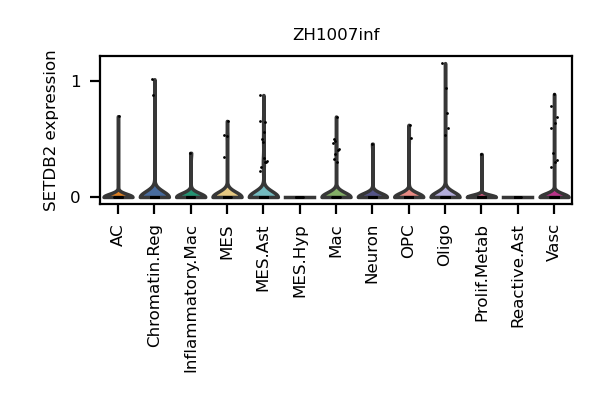 ZH1007inf
SETDB2 expression
1
0
AC
Chromatin.Reg
Inflammatory.Mac
MES
MES.Ast
MES.Hyp
Mac
Neuron
OPC
Oligo
Prolif.Metab
Reactive.Ast
Vasc